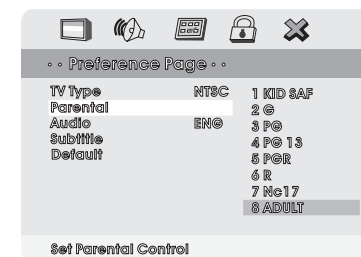 · · Preference Page · ·
TV Type NTSC
Parental
Audio ENG
Subtitle
Default
1 KID SAF
2 G
3 PG
4 PG 13
5 PGR
6 R
7 Nc17
8 ADULT
Set Parental Control